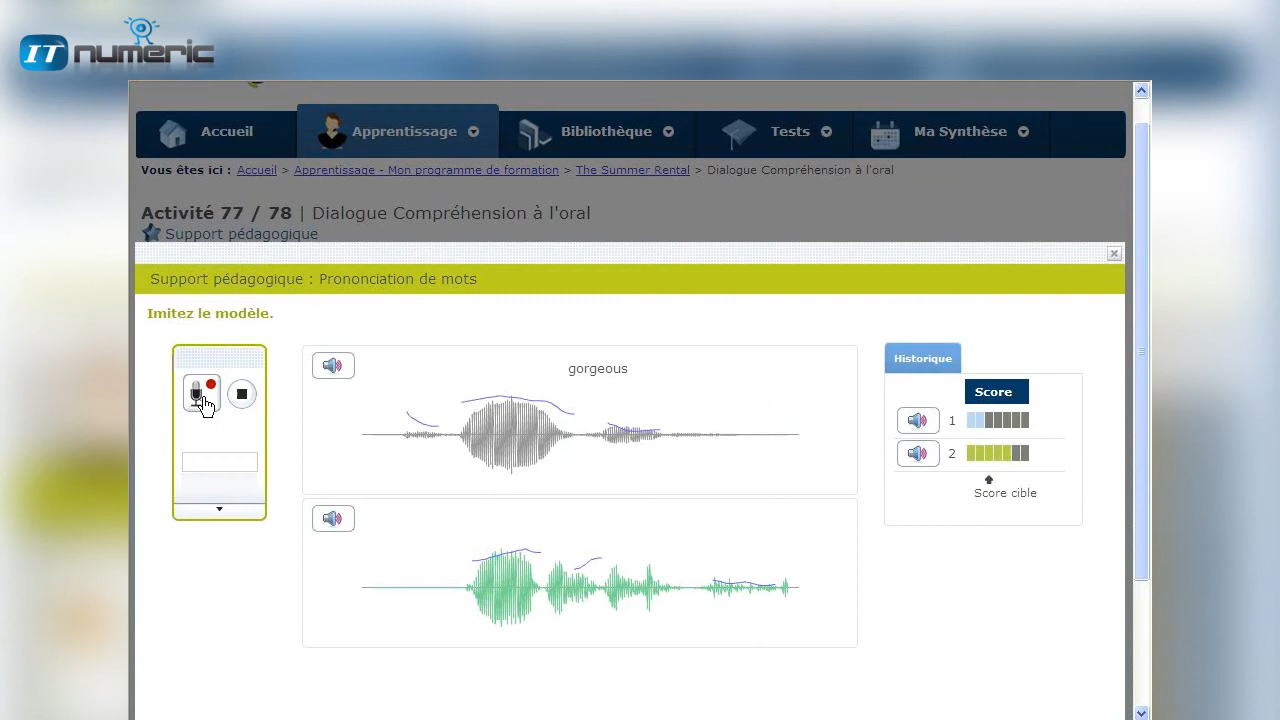 IT numeric
Accueil
Apprentissage
Bibliothèque
Tests
Ma Synthèse
Vous êtes ici : Accueil > Apprentissage - Mon programme de formation > The Summer Rental > Dialogue Compréhension à l'oral
Activité 77 / 78 | Dialogue Compréhension à l'oral
Support pédagogique
Support pédagogique : Prononciation de mots
Imitez le modèle.
gorgeous
Historique
Score
1
2
Score cible